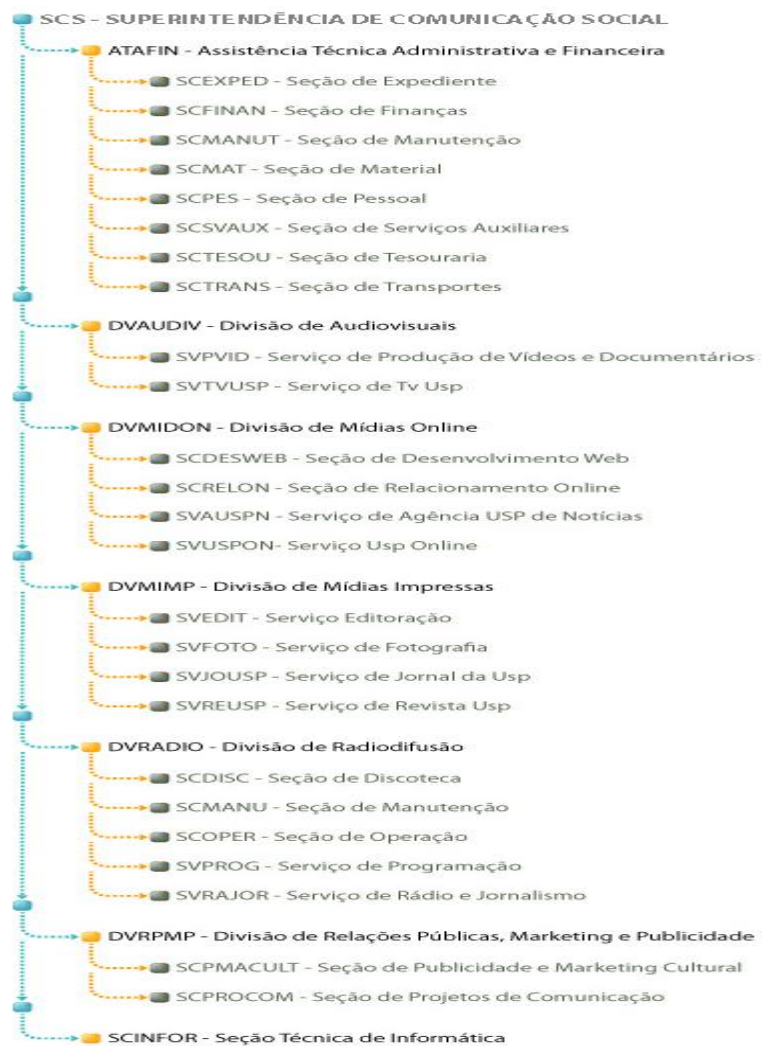 SCS - SUPERINTENDÊNCIA DE COMUNICAÇÃO SOCIAL
ATAFIN - Assistência Técnica Administrativa e Financeira
SCEXPED - Seção de Expediente
SCFINAN - Seção de Finanças
SCMANUT - Seção de Manutenção
SCMAT - Seção de Material
SCPES - Seção de Pessoal
SCSVAUX - Seção de Serviços Auxiliares
SCTESOU - Seção de Tesouraria
SCTRANS - Seção de Transportes
DVAUDIV - Divisão de Audiovisuais
SVPVID - Serviço de Produção de Vídeos e Documentários
SVTVUSP - Serviço de Tv Usp
DVMIDON - Divisão de Mídias Online
SCDESWEB - Seção de Desenvolvimento Web
SCRELON - Seção de Relacionamento Online
SVAUSPN - Serviço de Agência USP de Notícias
SVUSPON- Serviço Usp Online
DVMIMP - Divisão de Mídias Impressas
SVEDIT - Serviço Editoração
SVFOTO - Serviço de Fotografia
SVJOUSP - Serviço de Jornal da Usp
SVREUSP - Serviço de Revista Usp
DVRADIO - Divisão de Radiodifusão
SCDISC - Seção de Discoteca
SCMANU - Seção de Manutenção
SCOPER - Seção de Operação
SVPROG - Serviço de Programação
SVRAJOR - Serviço de Rádio e Jornalismo
DVRPMP - Divisão de Relações Públicas, Marketing e Publicidade
SCPMACULT - Seção de Publicidade e Marketing Cultural
SCPROCOM - Seção de Projetos de Comunicação
SCINFOR - Seção Técnica de Informática